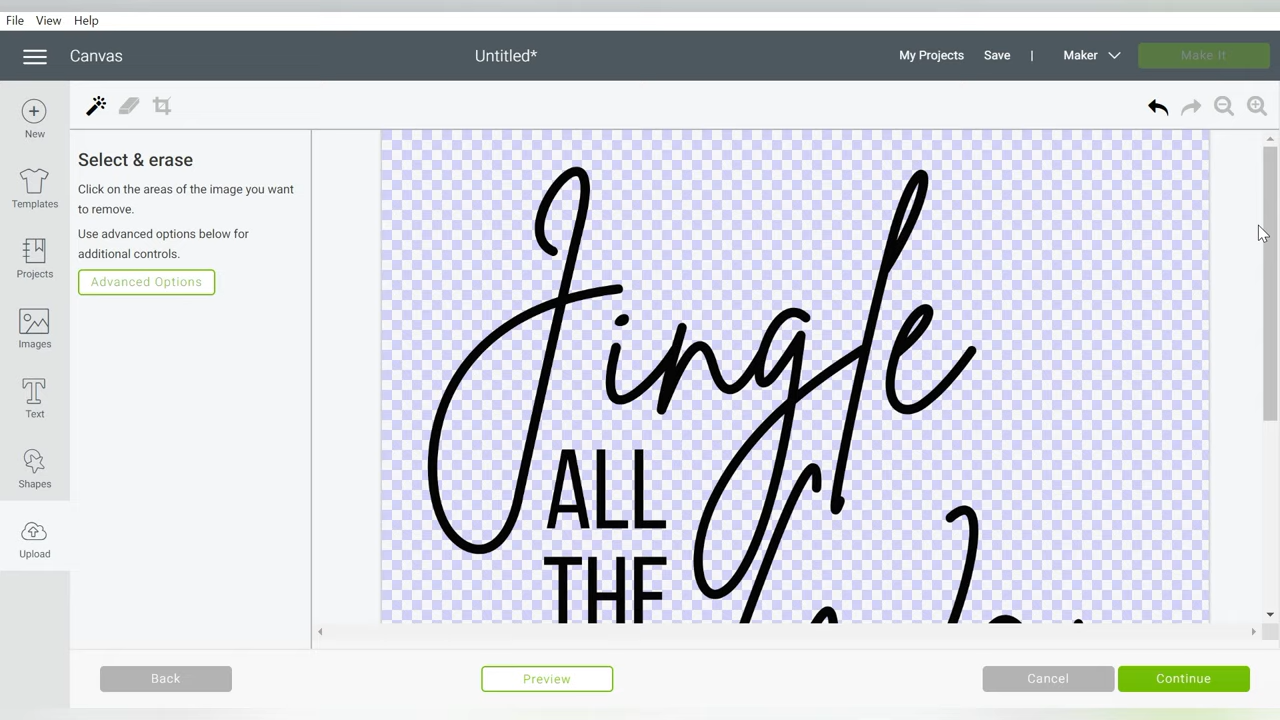 File View Help
Canvas
Untitled*
My Projects Save | Maker Make It
New
Templates
Projects
Images
Text
Shapes
Upload
Select & erase
Click on the areas of the image you want
to remove.
Use advanced options below for
additional controls.
Advanced Options
Jingle
ALL
THE
Back
Preview
Cancel
Continue